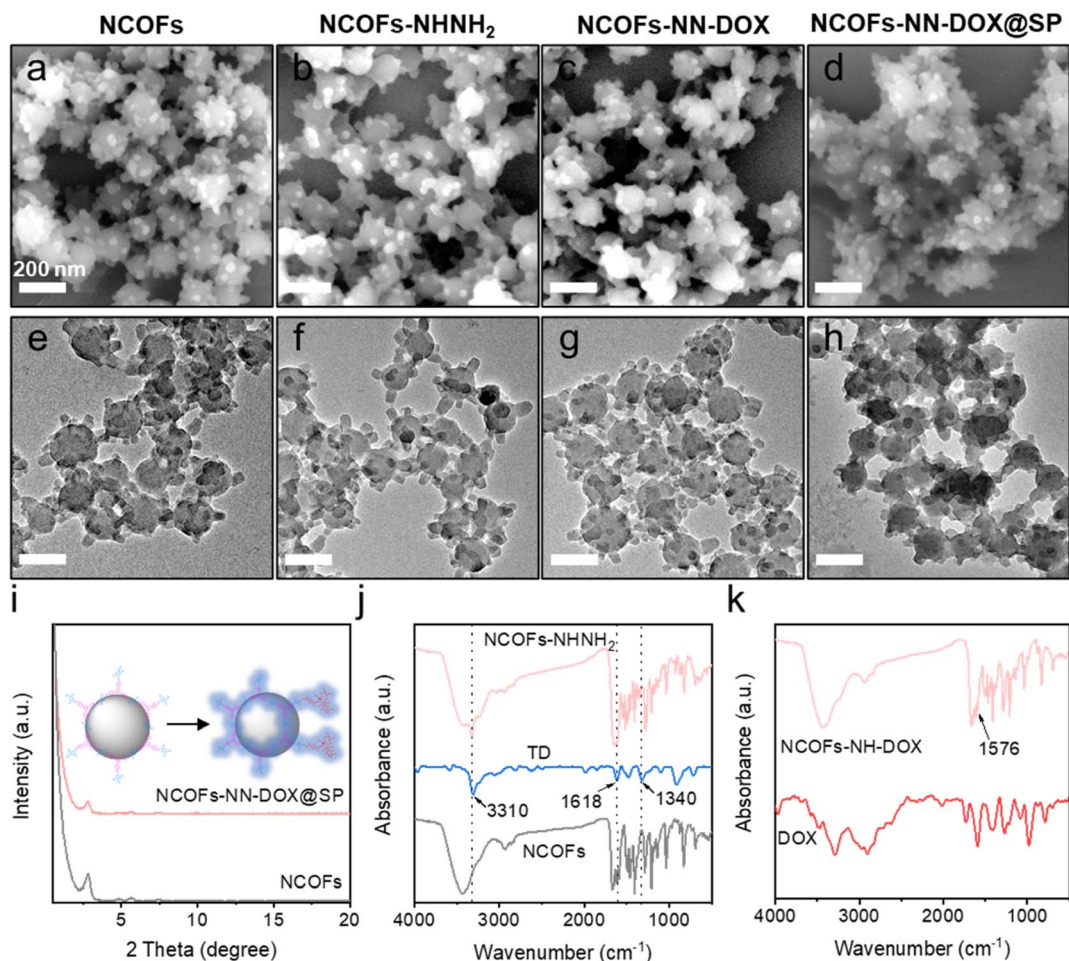 NCOFs
NCOFs-NHNH₂
NCOFs-NN-DOX
NCOFs-NN-DOX@SP
a
b
c
d
200 nm
e
f
g
h
i
j
k
Intensity (a.u.)
NCOFs-NN-DOX@SP
NCOFs
5
10
15
20
2 Theta (degree)
Absorbance (a.u.)
NCOFs-NHNH₂
TD
3310
1618
1340
NCOFs
4000
3000
2000
1000
Wavenumber (cm⁻¹)
Absorbance (a.u.)
NCOFs-NH-DOX
1576
DOX
4000
3000
2000
1000
Wavenumber (cm⁻¹)